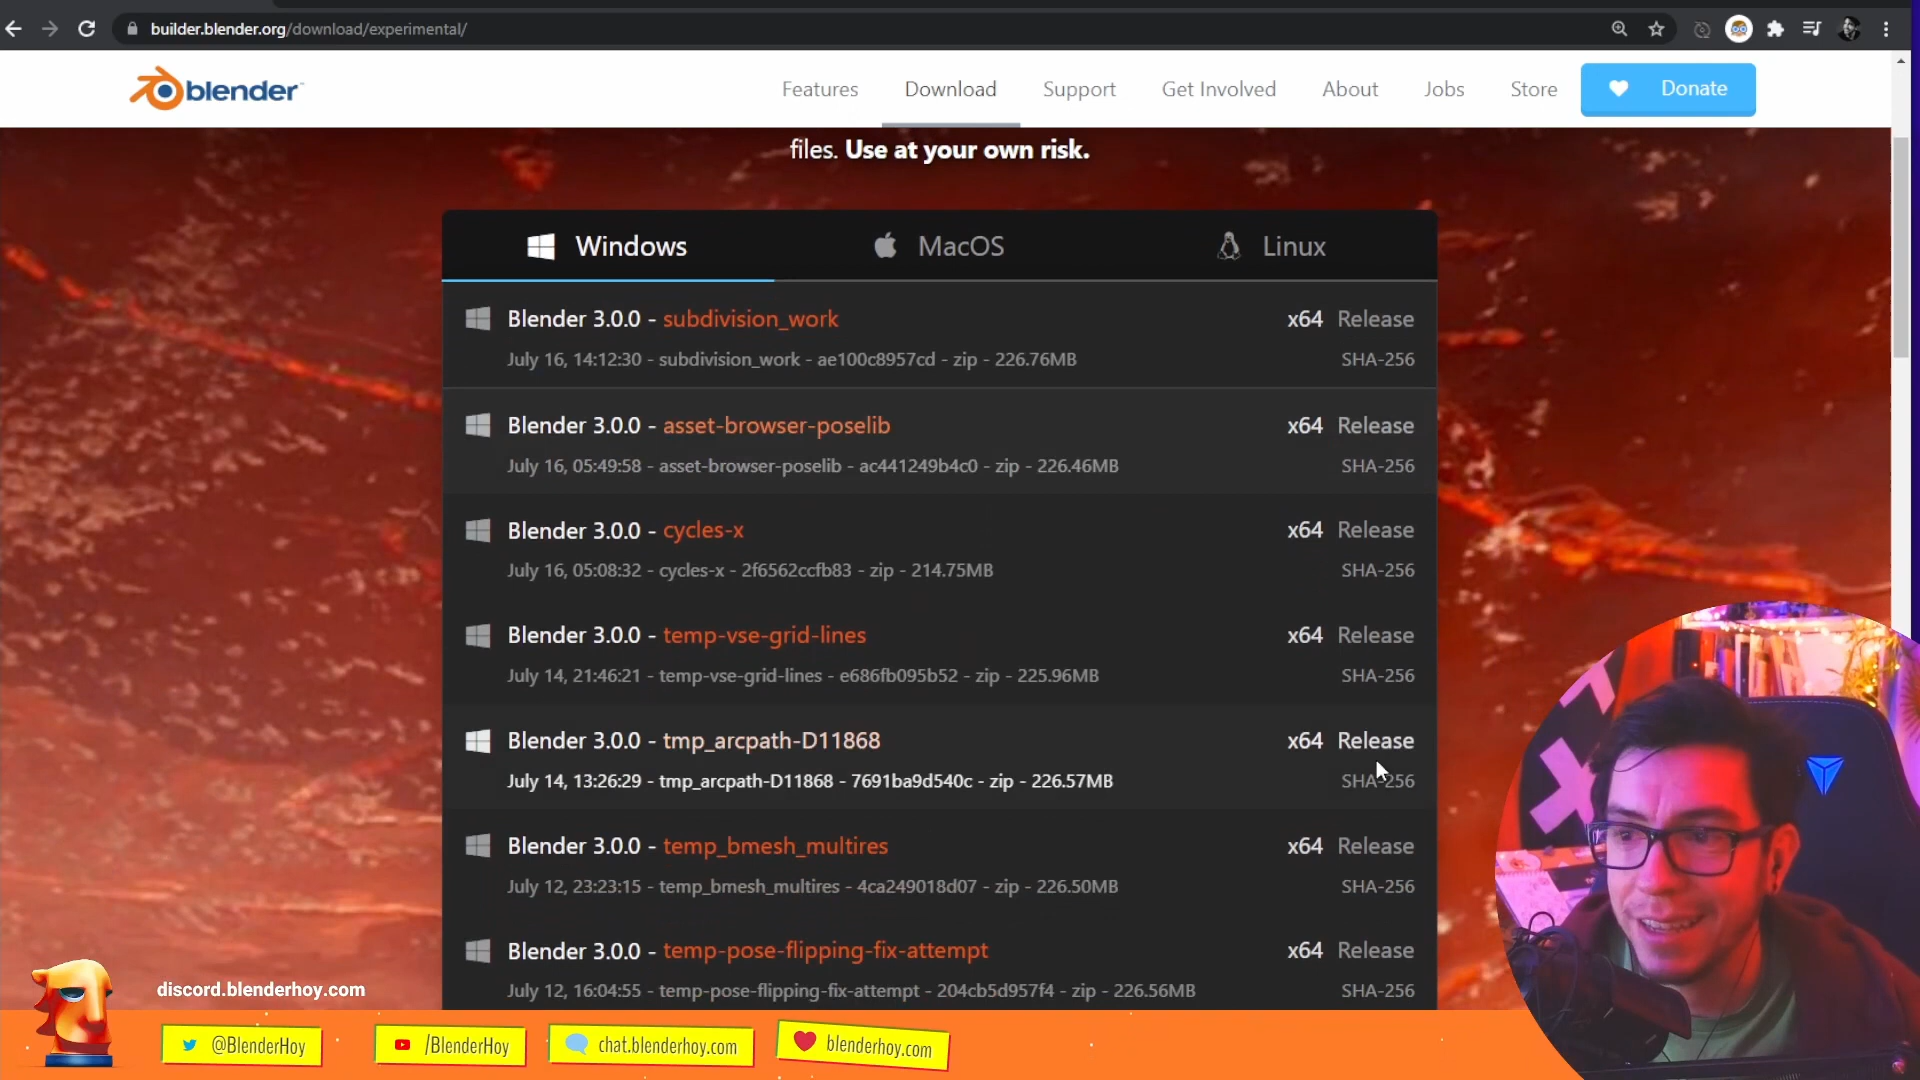 builder.blender.org/download/experimental/
blender
Features
Download
Support
Get Involved
About
Jobs
Store
Donate
files. Use at your own risk.
Windows
MacOS
Linux
Blender 3.0.0 - subdivision_work
x64 Release
July 16, 14:12:30 - subdivision_work - ae100c8957cd - zip - 226.76MB
SHA-256
Blender 3.0.0 - asset-browser-poselib
x64 Release
July 16, 05:49:58 - asset-browser-poselib - ac441249b4c0 - zip - 226.46MB
SHA-256
Blender 3.0.0 - cycles-x
x64 Release
July 16, 05:08:32 - cycles-x - 2f6562ccfb83 - zip - 214.75MB
SHA-256
Blender 3.0.0 - temp-vse-grid-lines
x64 Release
July 14, 21:46:21 - temp-vse-grid-lines - e686fb095b52 - zip - 225.96MB
SHA-256
Blender 3.0.0 - tmp_arcpath-D11868
x64 Release
July 14, 13:26:29 - tmp_arcpath-D11868 - 7691ba9d540c - zip - 226.57MB
SHA-256
Blender 3.0.0 - temp_bmesh_multires
x64 Release
July 12, 23:23:15 - temp_bmesh_multires - 4ca249018d07 - zip - 226.50MB
SHA-256
Blender 3.0.0 - temp-pose-flipping-fix-attempt
x64 Release
July 12, 16:04:55 - temp-pose-flipping-fix-attempt - 204cb5d957f4 - zip - 226.56MB
SHA-256
discord.blenderhoy.com
@BlenderHoy
/BlenderHoy
chat.blenderhoy.com
blenderhoy.com